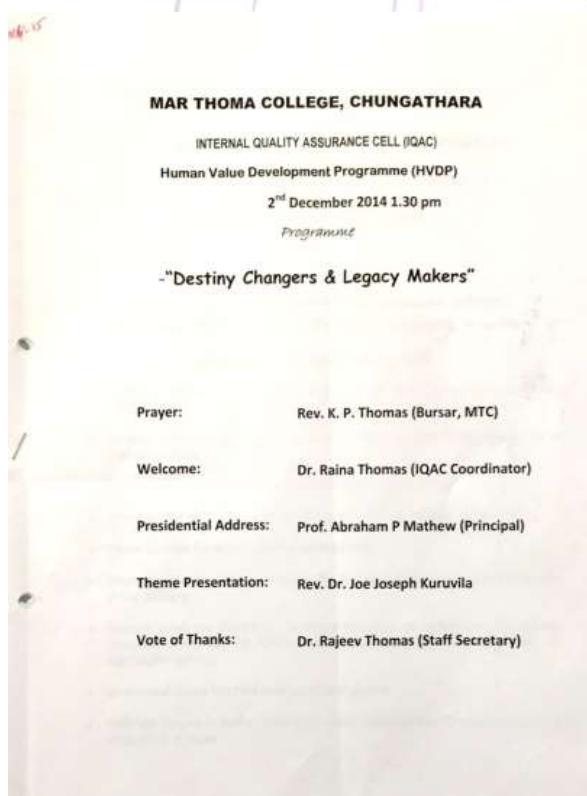 MAR THOMA COLLEGE, CHUNGATHARA
INTERNAL QUALITY ASSURANCE CELL (IQAC)
Human Value Development Programme (HVDP)
2nd December 2014 1.30 pm
Programme
-"Destiny Changers & Legacy Makers"
Prayer: Rev. K. P. Thomas (Bursar, MTC)
Welcome: Dr. Raina Thomas (IQAC Coordinator)
Presidential Address: Prof. Abraham P Mathew (Principal)
Theme Presentation: Rev. Dr. Joe Joseph Kuruvila
Vote of Thanks: Dr. Rajeev Thomas (Staff Secretary)